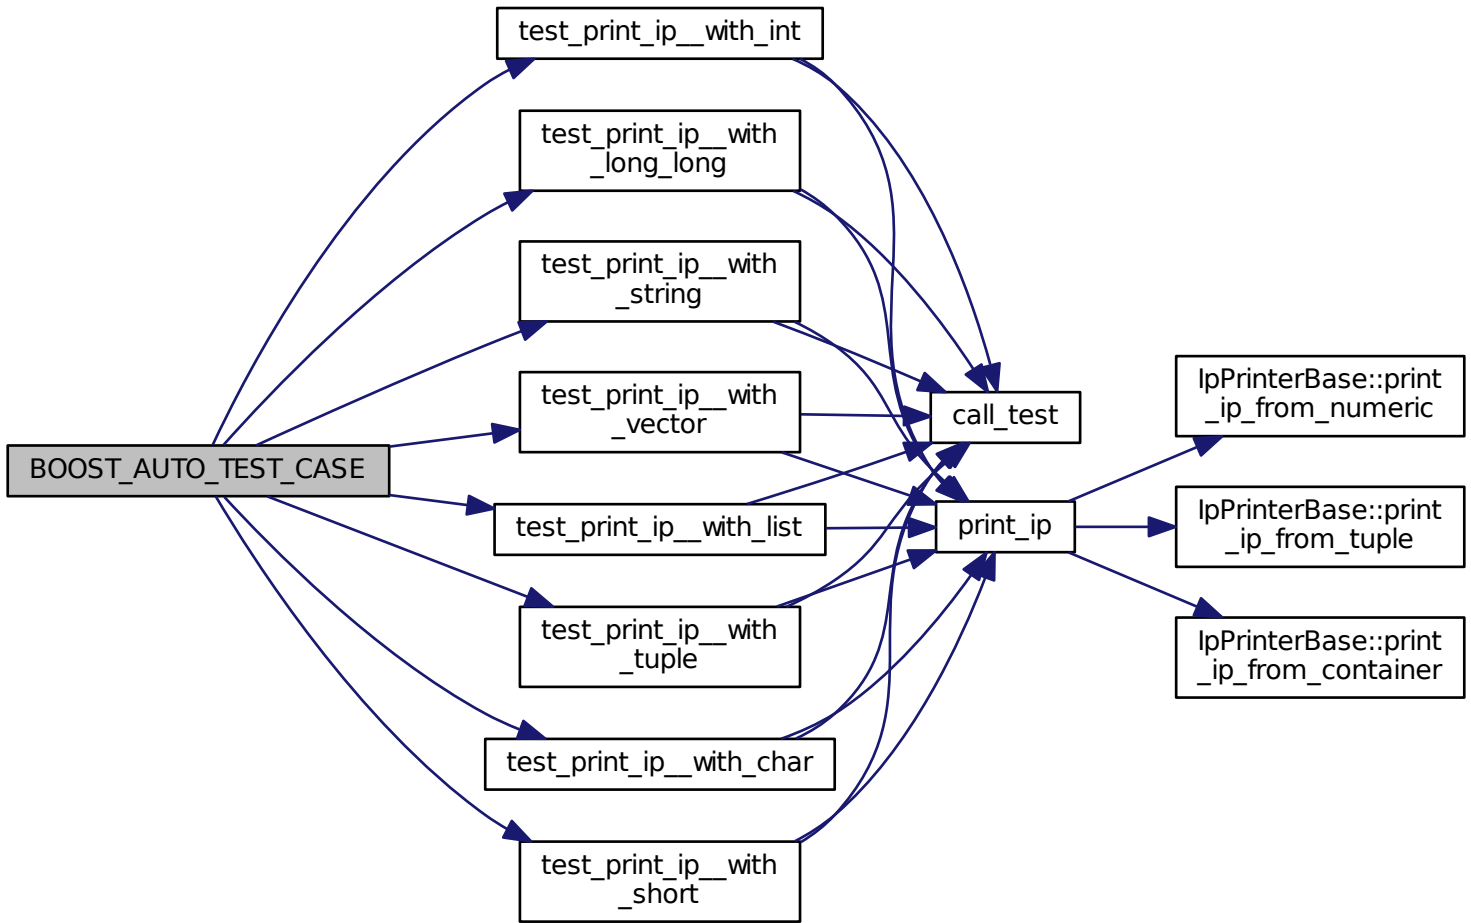 test_print_ip__with_int
test_print_ip__with
_long_long
test_print_ip__with
_string
test_print_ip__with
_vector
BOOST_AUTO_TEST_CASE
test_print_ip__with_list
test_print_ip__with
_tuple
test_print_ip__with_char
test_print_ip__with
_short
call_test
print_ip
IpPrinterBase::print
_ip_from_numeric
IpPrinterBase::print
_ip_from_tuple
IpPrinterBase::print
_ip_from_container